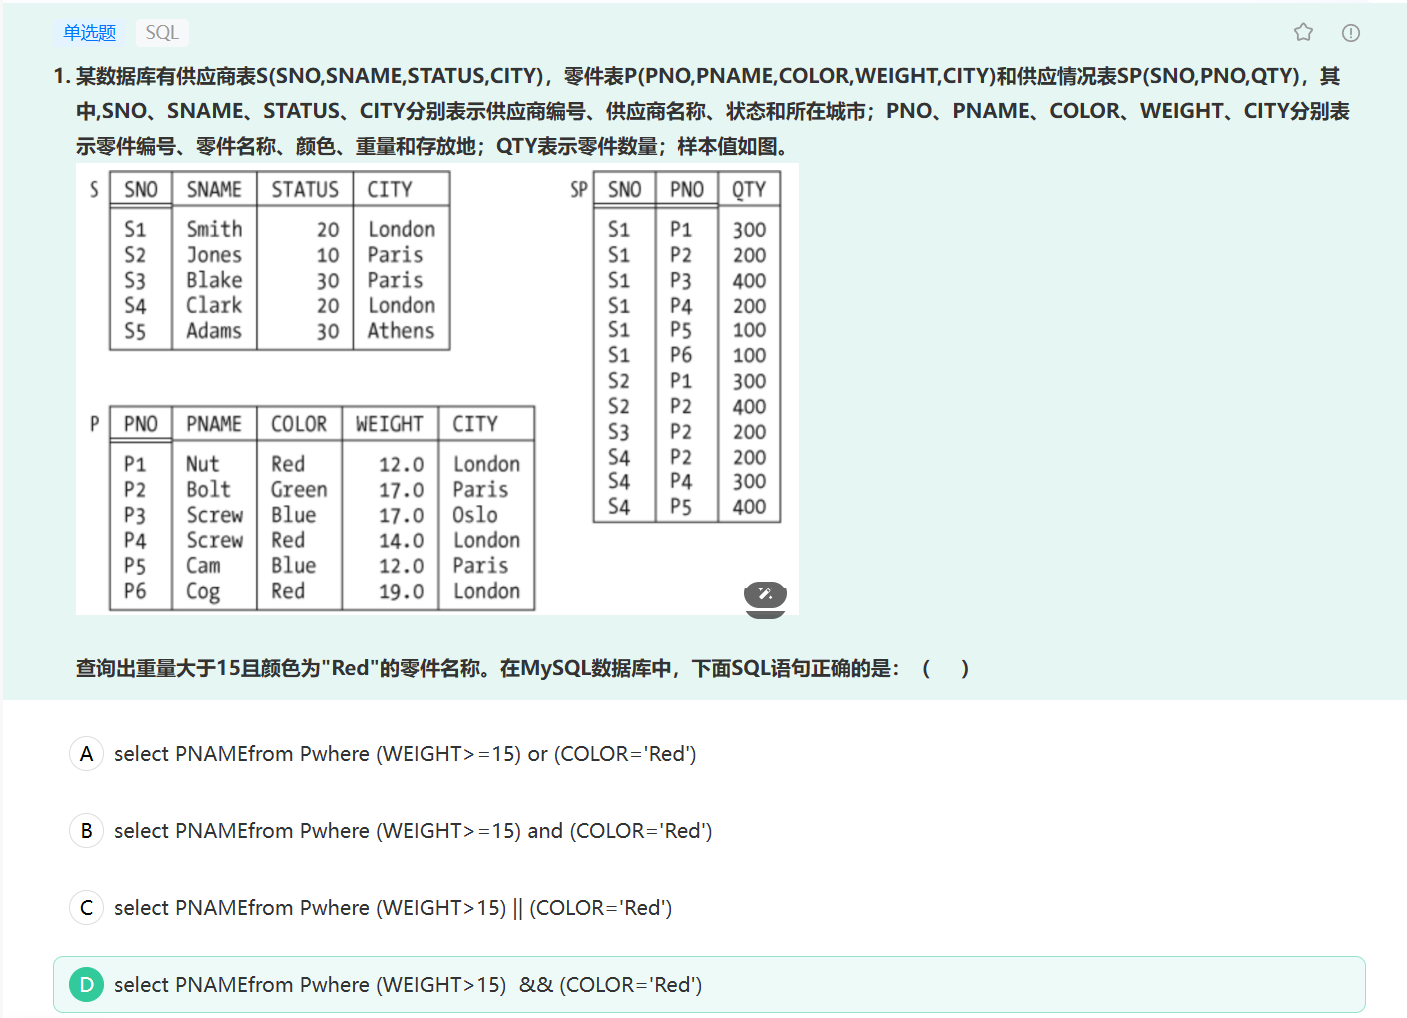 单选题 SQL
1. 某数据库有供应商表S(SNO,SNAME,STATUS,CITY)，零件表P(PNO,PNAME,COLOR,WEIGHT,CITY)和供应情况表SP(SNO,PNO,QTY)，其
中,SNO、SNAME、STATUS、CITY分别表示供应商编号、供应商名称、状态和所在城市；PNO、PNAME、COLOR、WEIGHT、CITY分别表
示零件编号、零件名称、颜色、重量和存放地；QTY表示零件数量；样本值如图。
S SNO SNAME STATUS CITY
S1 Smith 20 London
S2 Jones 10 Paris
S3 Blake 30 Paris
S4 Clark 20 London
S5 Adams 30 Athens
P PNO PNAME COLOR WEIGHT CITY
P1 Nut Red 12.0 London
P2 Bolt Green 17.0 Paris
P3 Screw Blue 17.0 Oslo
P4 Screw Red 14.0 London
P5 Cam Blue 12.0 Paris
P6 Cog Red 19.0 London
SP SNO PNO QTY
S1 P1 300
S1 P2 200
S1 P3 400
S1 P4 200
S1 P5 100
S1 P6 100
S2 P1 300
S2 P2 400
S3 P2 200
S4 P2 200
S4 P4 300
S4 P5 400
查询出重量大于15且颜色为"Red"的零件名称。在MySQL数据库中，下面SQL语句正确的是：（ ）
A select PNAMEfrom Pwhere (WEIGHT>=15) or (COLOR='Red')
B select PNAMEfrom Pwhere (WEIGHT>=15) and (COLOR='Red')
C select PNAMEfrom Pwhere (WEIGHT>15) || (COLOR='Red')
D select PNAMEfrom Pwhere (WEIGHT>15) && (COLOR='Red')